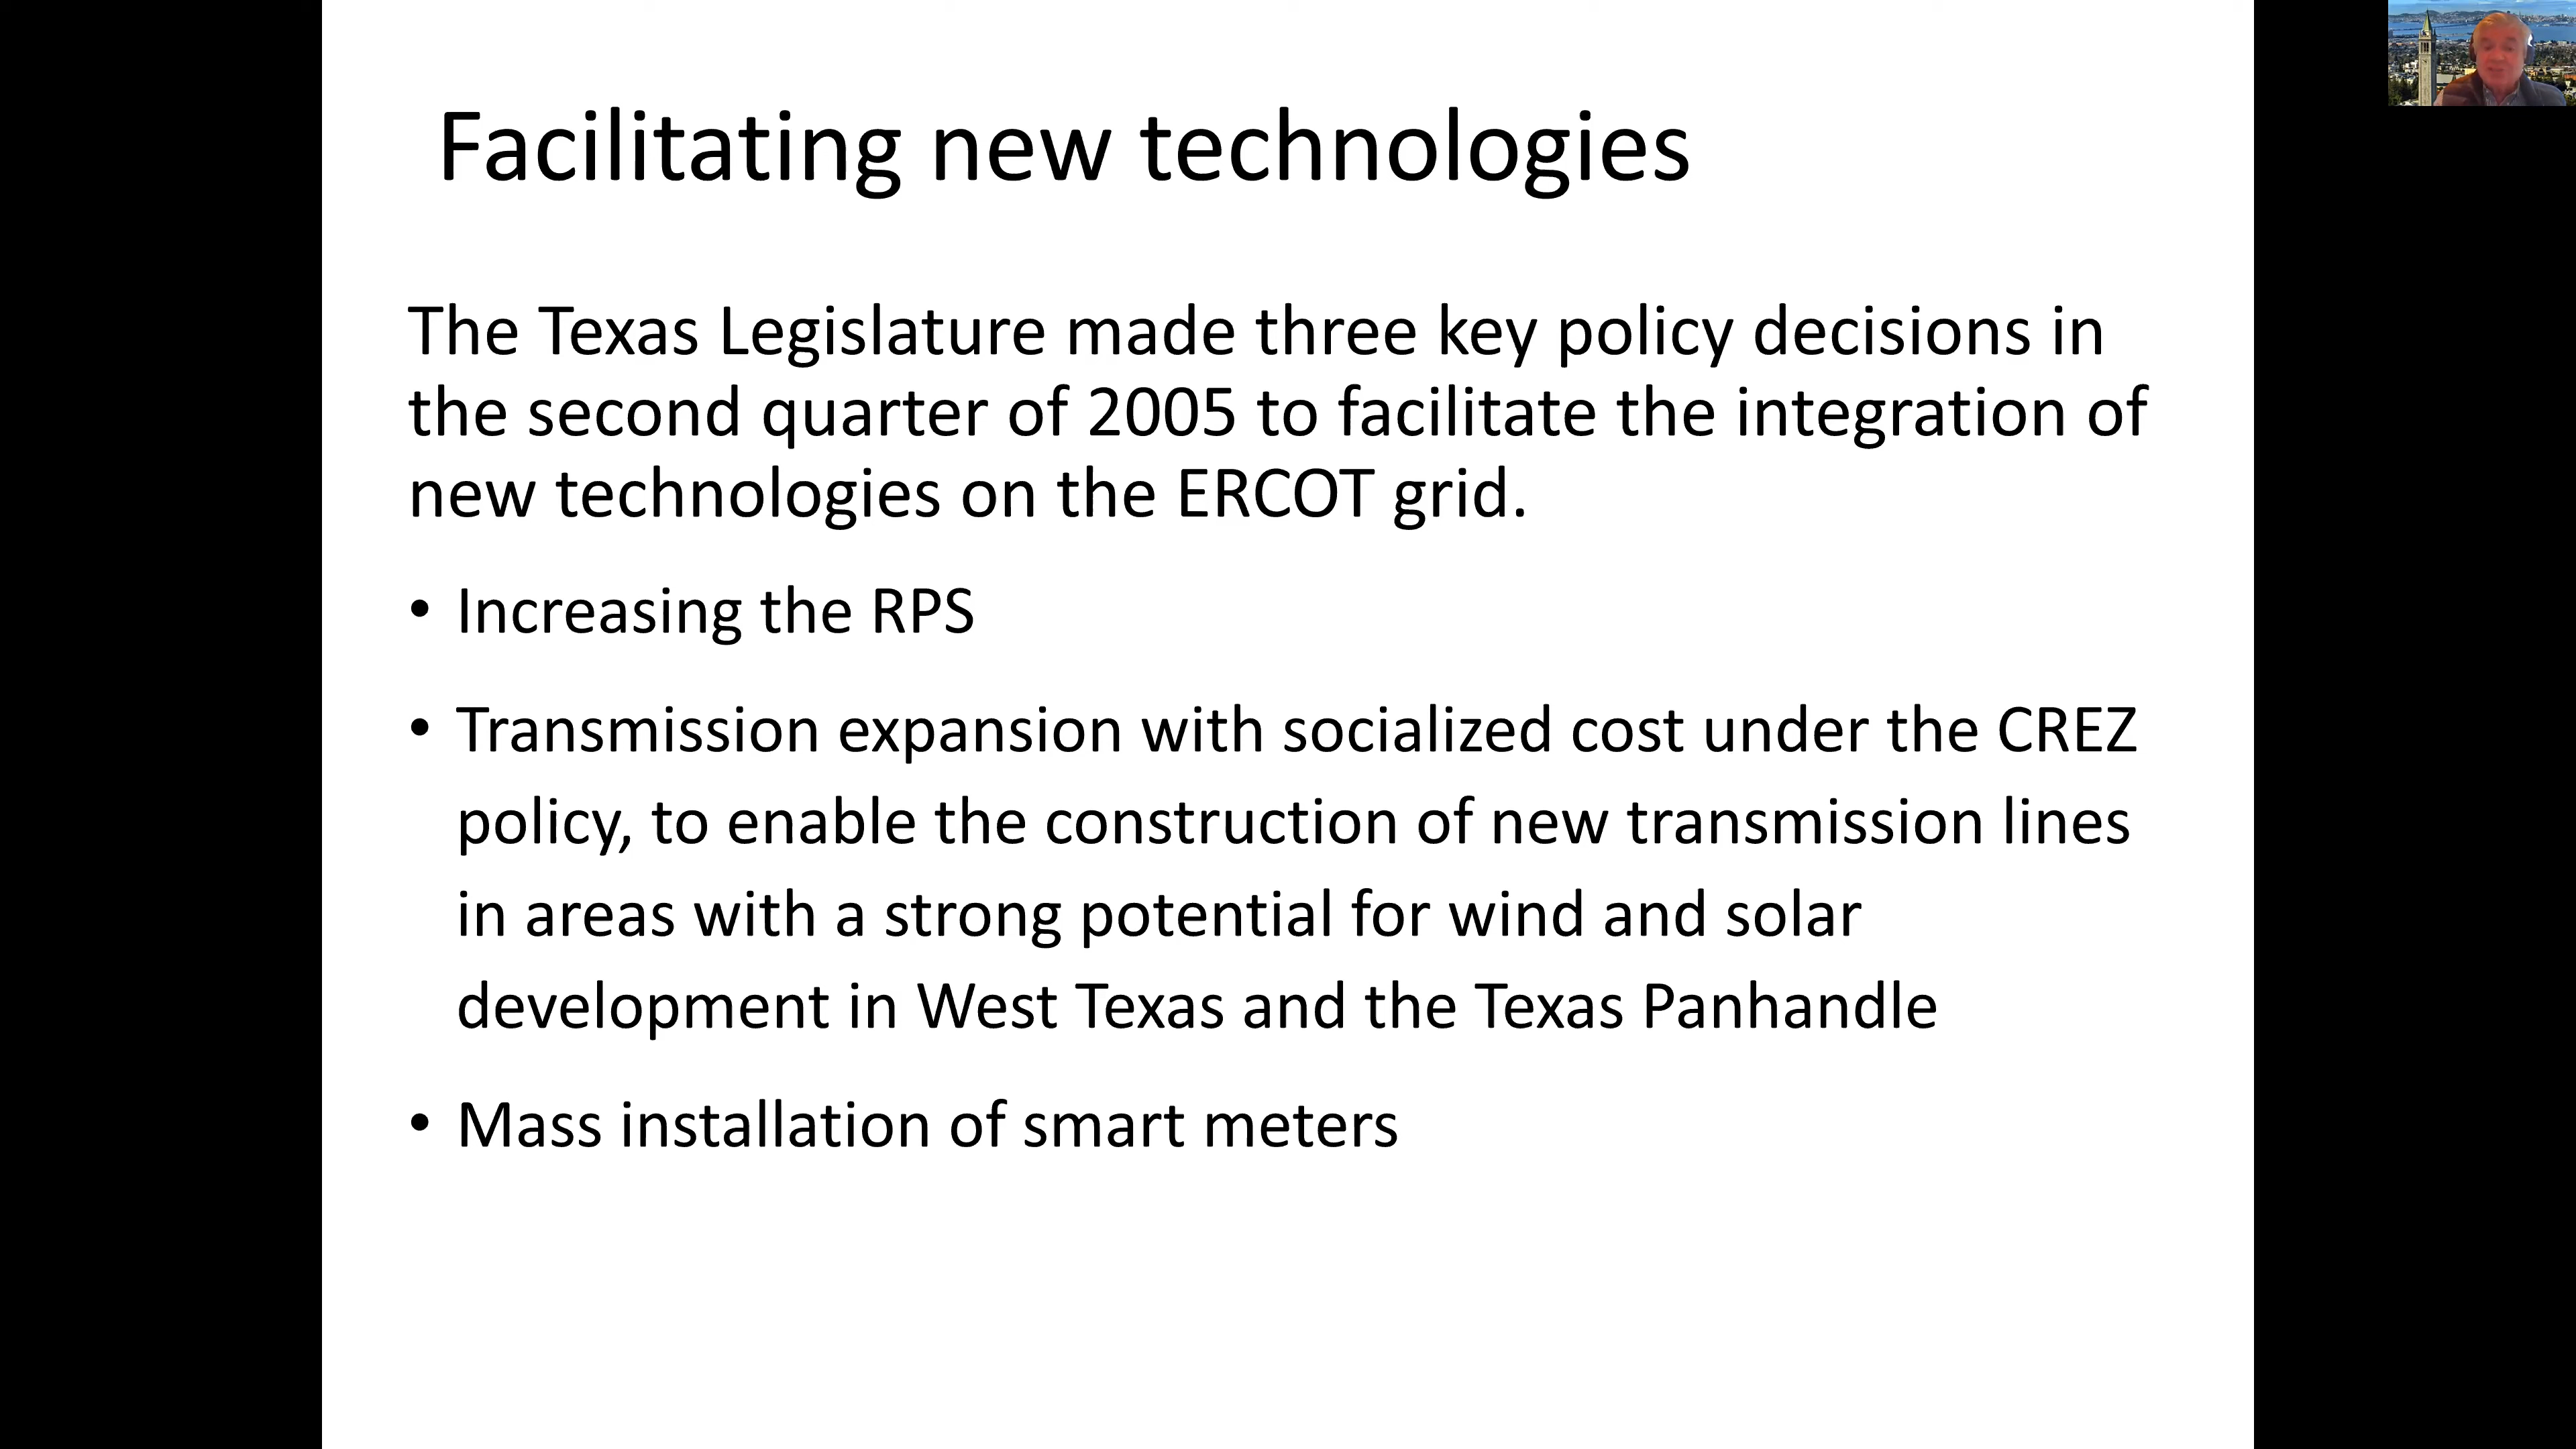 Facilitating new technologies
The Texas Legislature made three key policy decisions in
the second quarter of 2005 to facilitate the integration of
new technologies on the ERCOT grid.
• Increasing the RPS
• Transmission expansion with socialized cost under the CREZ
policy, to enable the construction of new transmission lines
in areas with a strong potential for wind and solar
development in West Texas and the Texas Panhandle
• Mass installation of smart meters